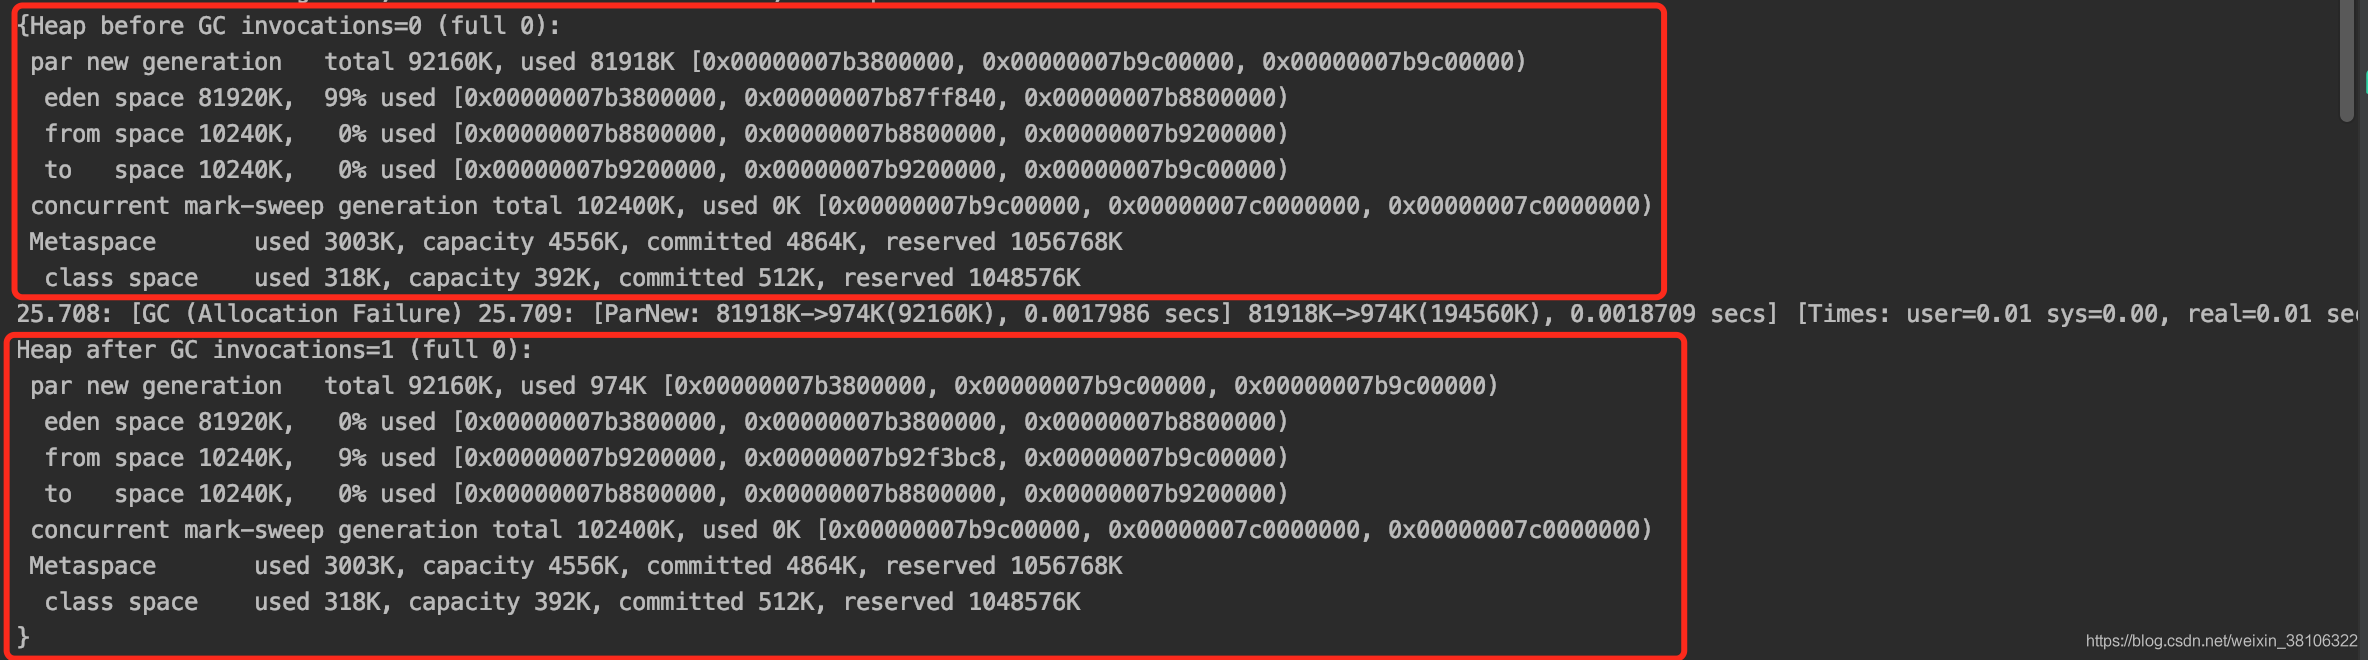 {Heap before GC invocations=0 (full 0):
 par new generation   total 92160K, used 81918K [0x00000007b3800000, 0x00000007b9c00000, 0x00000007b9c00000)
  eden space 81920K,  99% used [0x00000007b3800000, 0x00000007b87ff840, 0x00000007b8800000)
  from space 10240K,   0% used [0x00000007b8800000, 0x00000007b8800000, 0x00000007b9200000)
  to   space 10240K,   0% used [0x00000007b9200000, 0x00000007b9200000, 0x00000007b9c00000)
 concurrent mark-sweep generation total 102400K, used 0K [0x00000007b9c00000, 0x00000007c0000000, 0x00000007c0000000)
 Metaspace       used 3003K, capacity 4556K, committed 4864K, reserved 1056768K
  class space    used 318K, capacity 392K, committed 512K, reserved 1048576K
25.708: [GC (Allocation Failure) 25.709: [ParNew: 81918K->974K(92160K), 0.0017986 secs] 81918K->974K(194560K), 0.0018709 secs] [Times: user=0.01 sys=0.00, real=0.01 se
Heap after GC invocations=1 (full 0):
 par new generation   total 92160K, used 974K [0x00000007b3800000, 0x00000007b9c00000, 0x00000007b9c00000)
  eden space 81920K,   0% used [0x00000007b3800000, 0x00000007b3800000, 0x00000007b8800000)
  from space 10240K,   9% used [0x00000007b9200000, 0x00000007b92f3bc8, 0x00000007b9c00000)
  to   space 10240K,   0% used [0x00000007b8800000, 0x00000007b8800000, 0x00000007b9200000)
 concurrent mark-sweep generation total 102400K, used 0K [0x00000007b9c00000, 0x00000007c0000000, 0x00000007c0000000)
 Metaspace       used 3003K, capacity 4556K, committed 4864K, reserved 1056768K
  class space    used 318K, capacity 392K, committed 512K, reserved 1048576K
}
https://blog.csdn.net/weixin_38106322